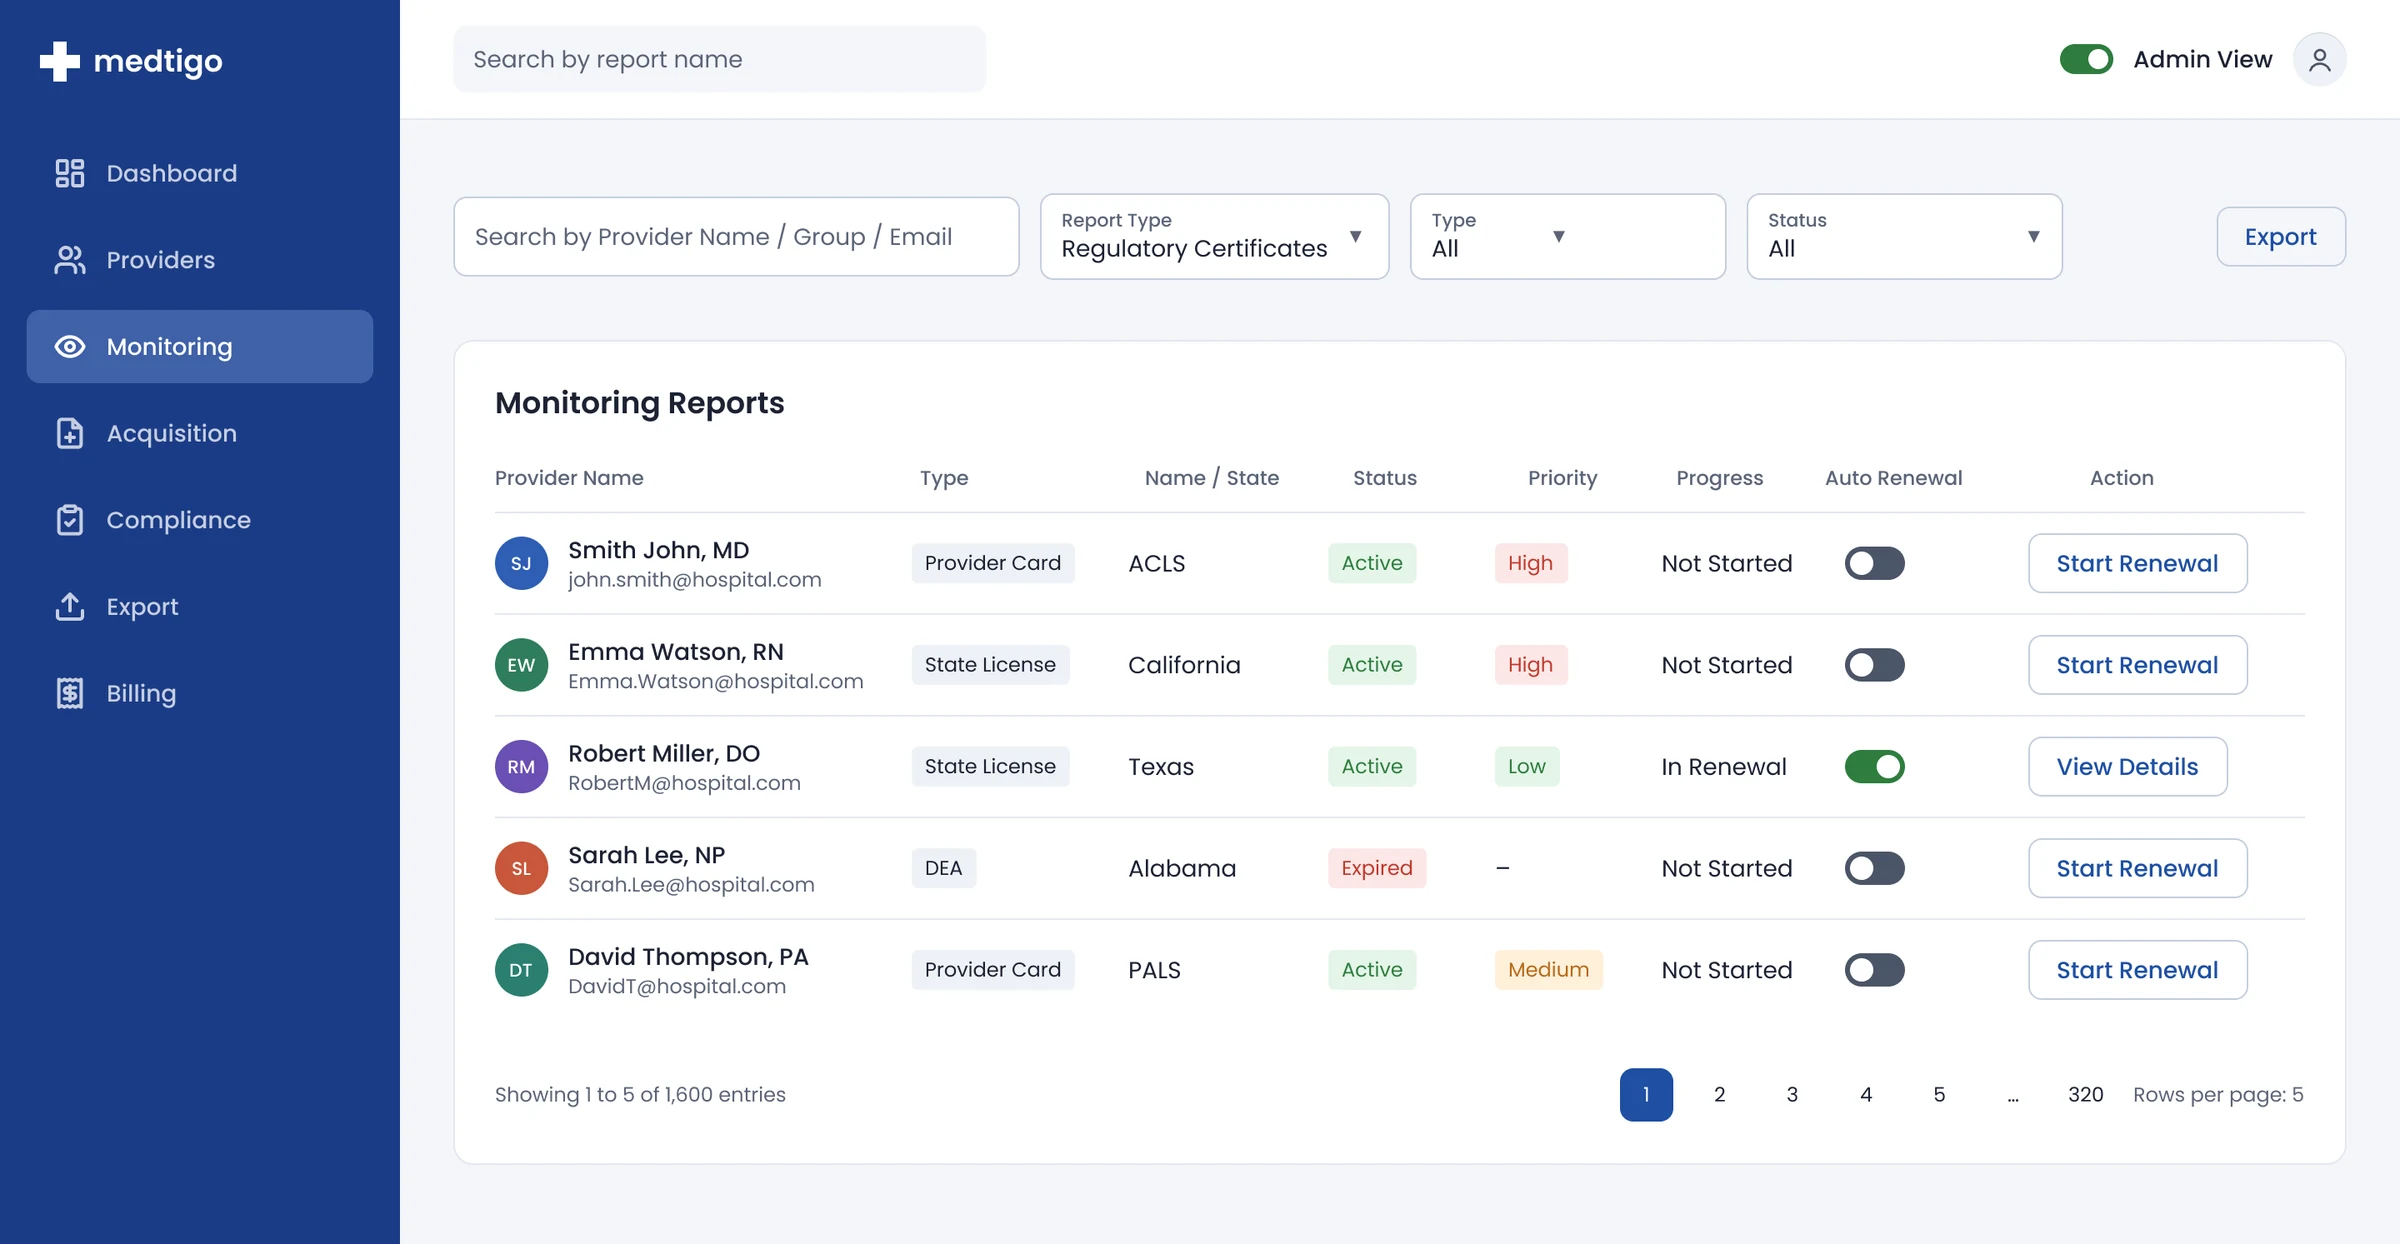 medtigo
Search by report name
Admin View
Dashboard
Providers
Monitoring
Acquisition
Compliance
Export
Billing
Search by Provider Name / Group / Email
Report Type
Regulatory Certificates
Type
All
Status
All
Export
Monitoring Reports
Provider Name Type Name / State Status Priority Progress Auto Renewal Action
SJ Smith John, MD Provider Card ACLS Active High Not Started Start Renewal
john.smith@hospital.com
EW Emma Watson, RN State License California Active High Not Started Start Renewal
Emma.Watson@hospital.com
RM Robert Miller, DO State License Texas Active Low In Renewal View Details
RobertM@hospital.com
SL Sarah Lee, NP DEA Alabama Expired – Not Started Start Renewal
Sarah.Lee@hospital.com
DT David Thompson, PA Provider Card PALS Active Medium Not Started Start Renewal
DavidT@hospital.com
Showing 1 to 5 of 1,600 entries 1 2 3 4 5 ... 320 Rows per page: 5